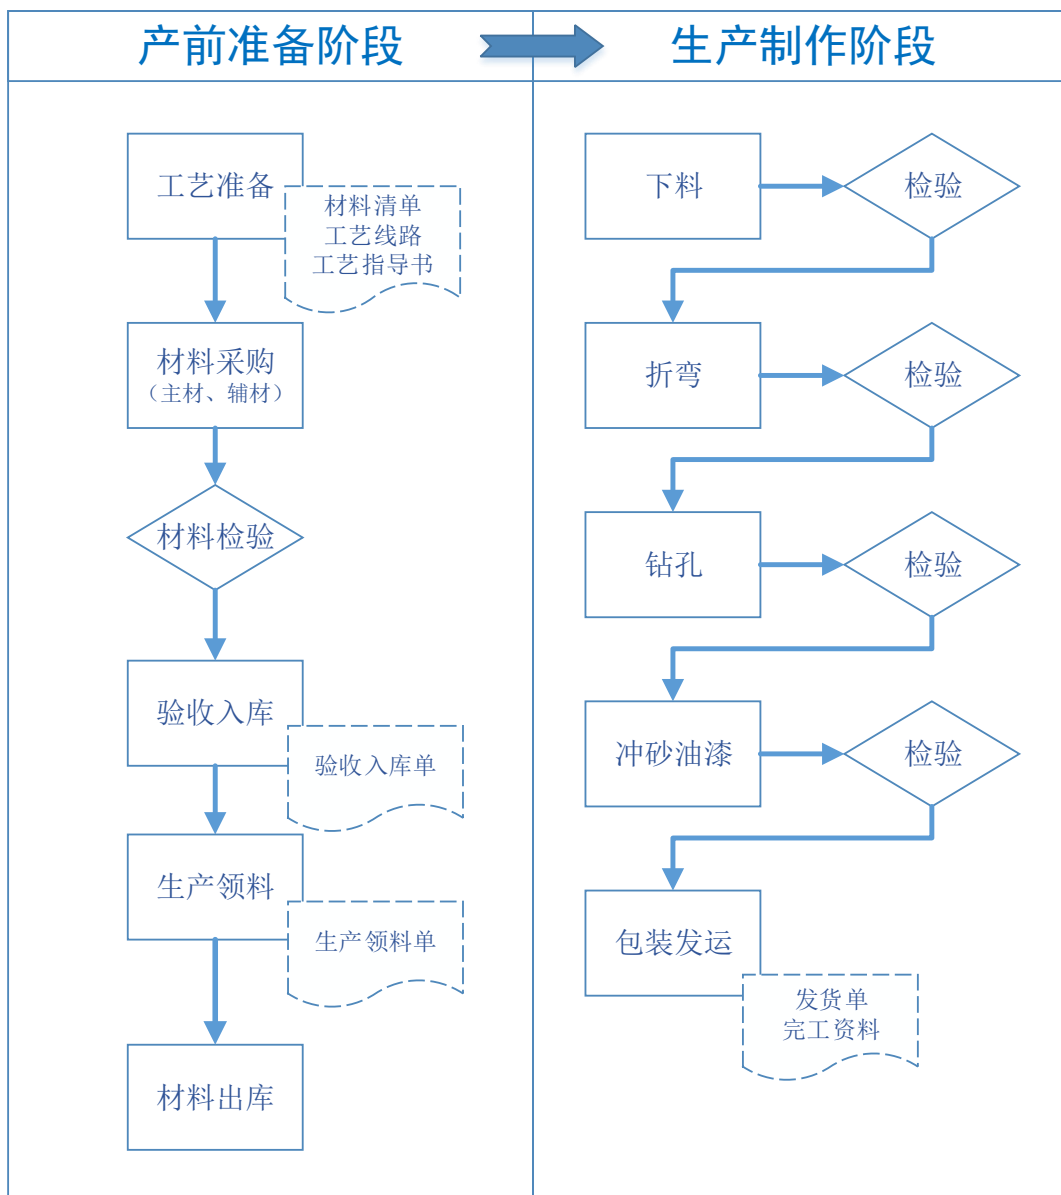 产前准备阶段
生产制作阶段
工艺准备
材料清单
工艺线路
工艺指导书
材料采购
（主材、辅材）
材料检验
验收入库
验收入库单
生产领料
生产领料单
材料出库
下料
检验
折弯
检验
钻孔
检验
冲砂油漆
检验
包装发运
发货单
完工资料